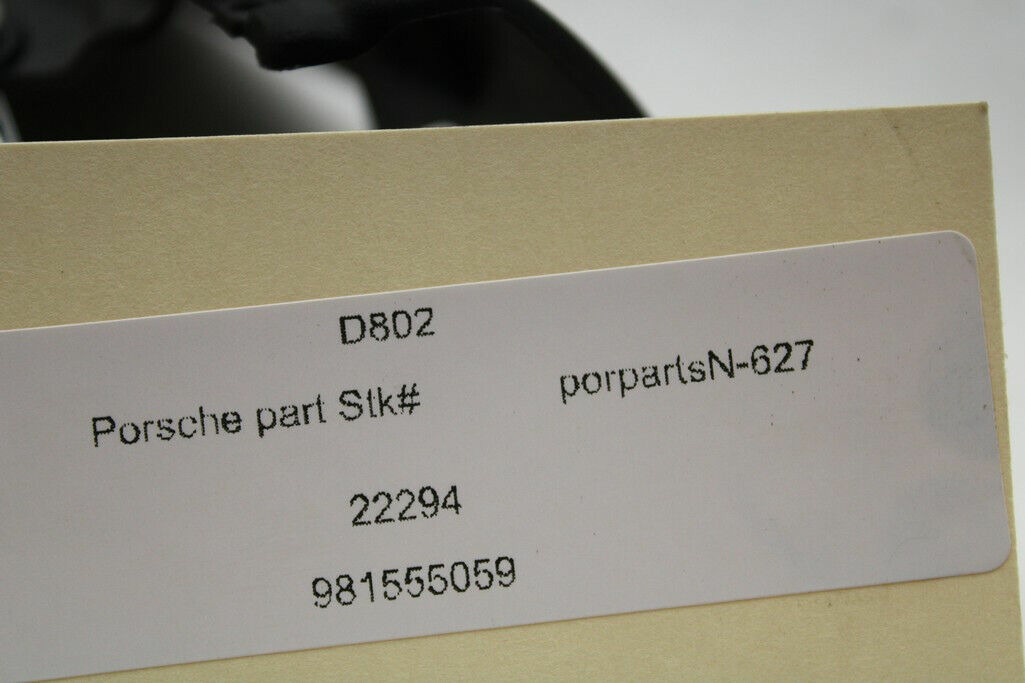 D802
Porsche part Stk# porpartsN-627
22294
981555059